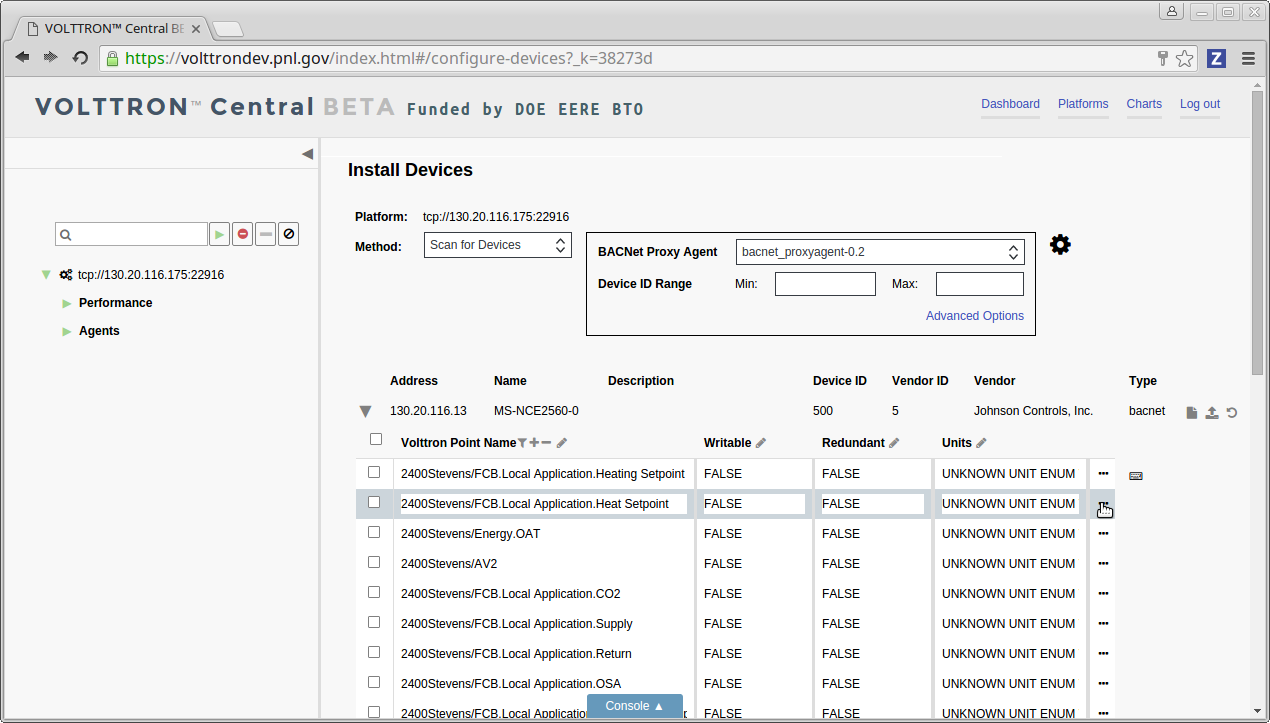 VOLTTRON™ Central BE
https://volttrondev.pnl.gov/index.html#/configure-devices?_k=38273d
Z
VOLTTRON™ Central BETA Funded by DOE EERE BTO
Dashboard Platforms Charts Log out
Install Devices
Platform: tcp://130.20.116.175:22916
Method: Scan for Devices
BACNet Proxy Agent bacnet_proxyagent-0.2
Device ID Range Min: Max:
Advanced Options
tcp://130.20.116.175:22916
Performance
Agents
Address Name Description Device ID Vendor ID Vendor Type
130.20.116.13 MS-NCE2560-0 500 5 Johnson Controls, Inc. bacnet
Volttron Point Name Writable Redundant Units
2400Stevens/FCB.Local Application.Heating Setpoint FALSE FALSE UNKNOWN UNIT ENUM
2400Stevens/FCB.Local Application.Heat Setpoint FALSE FALSE UNKNOWN UNIT ENUM
2400Stevens/Energy.OAT FALSE FALSE UNKNOWN UNIT ENUM
2400Stevens/AV2 FALSE FALSE UNKNOWN UNIT ENUM
2400Stevens/FCB.Local Application.CO2 FALSE FALSE UNKNOWN UNIT ENUM
2400Stevens/FCB.Local Application.Supply FALSE FALSE UNKNOWN UNIT ENUM
2400Stevens/FCB.Local Application.Return FALSE FALSE UNKNOWN UNIT ENUM
2400Stevens/FCB.Local Application.OSA FALSE FALSE UNKNOWN UNIT ENUM
Console ▲
2400Stevens/FCB.Local Application FALSE FALSE UNKNOWN UNIT ENUM